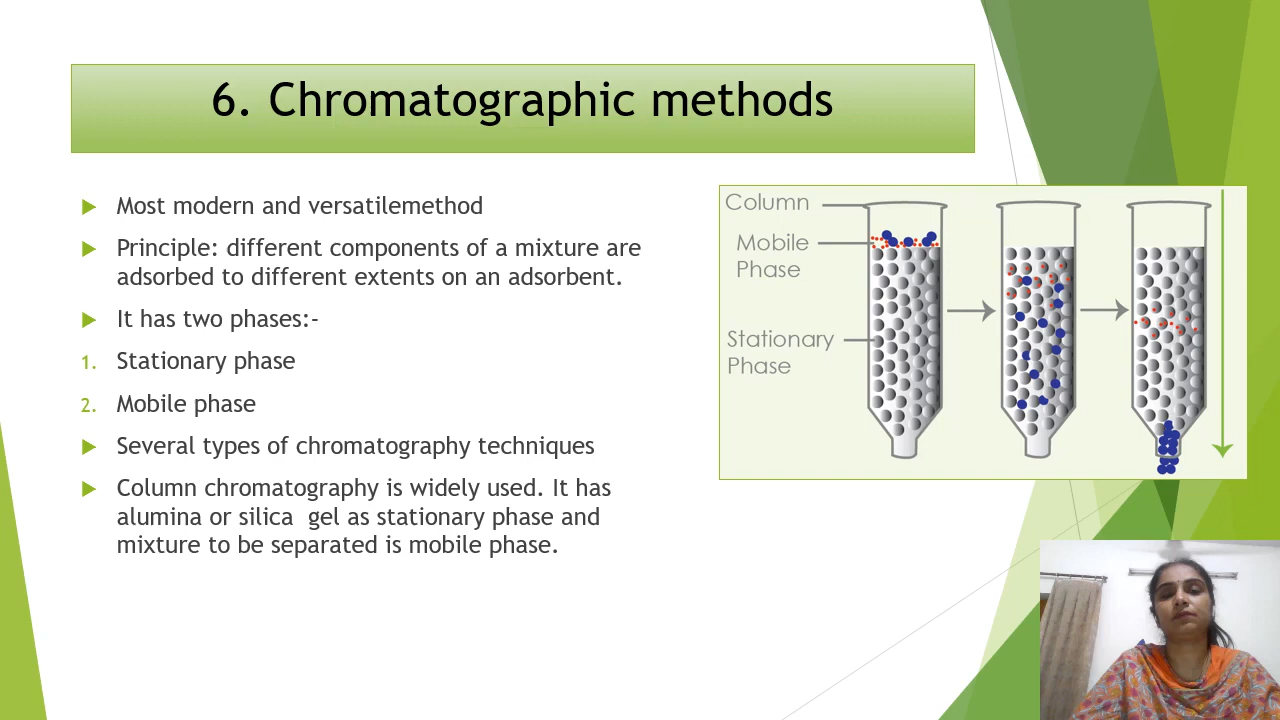 6. Chromatographic methods
Most modern and versatilemethod
Principle: different components of a mixture are
adsorbed to different extents on an adsorbent.
It has two phases:-
1. Stationary phase
2. Mobile phase
Several types of chromatography techniques
Column chromatography is widely used. It has
alumina or silica gel as stationary phase and
mixture to be separated is mobile phase.
Column
Mobile
Phase
Stationary
Phase